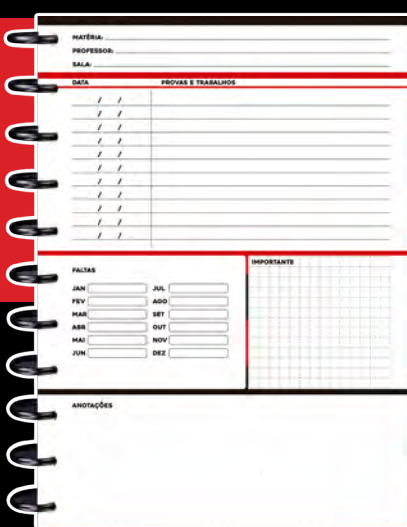 MATÉRIA:
PROFESSOR:
SALA:
DATA PROVAS E TRABALHOS
/ /
/ /
/ /
/ /
/ /
/ /
/ /
/ /
/ /
/ /
/ /
FALTAS
JAN JUL
FEV AGO
MAR SET
ABR OUT
MAI NOV
JUN DEZ
IMPORTANTE
ANOTAÇÕES